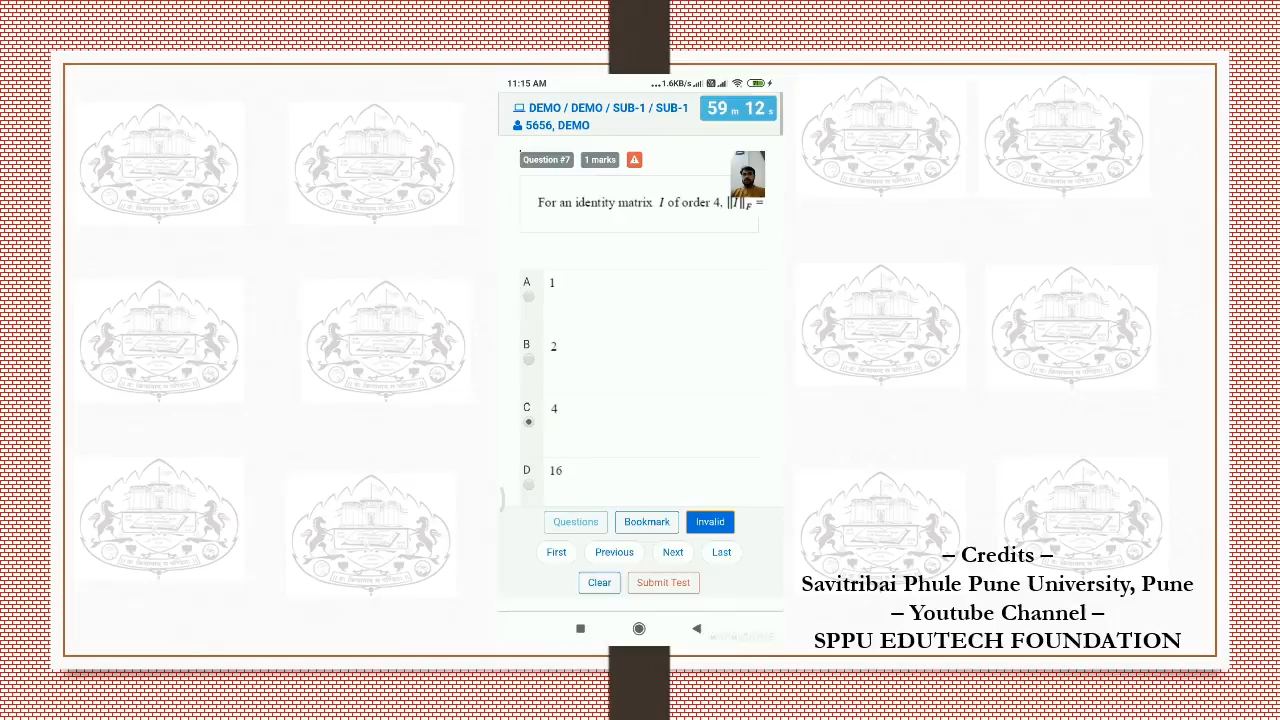 11:15 AM
...1.6KB/s
DEMO / DEMO / SUB-1 / SUB-1
59 m 12 s
5656, DEMO
Question #7
1 marks
For an identity matrix I of order 4, ||I||F =
A
1
B
2
C
4
D
16
Questions
Bookmark
Invalid
First
Previous
Next
Last
Clear
Submit Test
– Credits –
Savitribai Phule Pune University, Pune
– Youtube Channel –
SPPU EDUTECH FOUNDATION